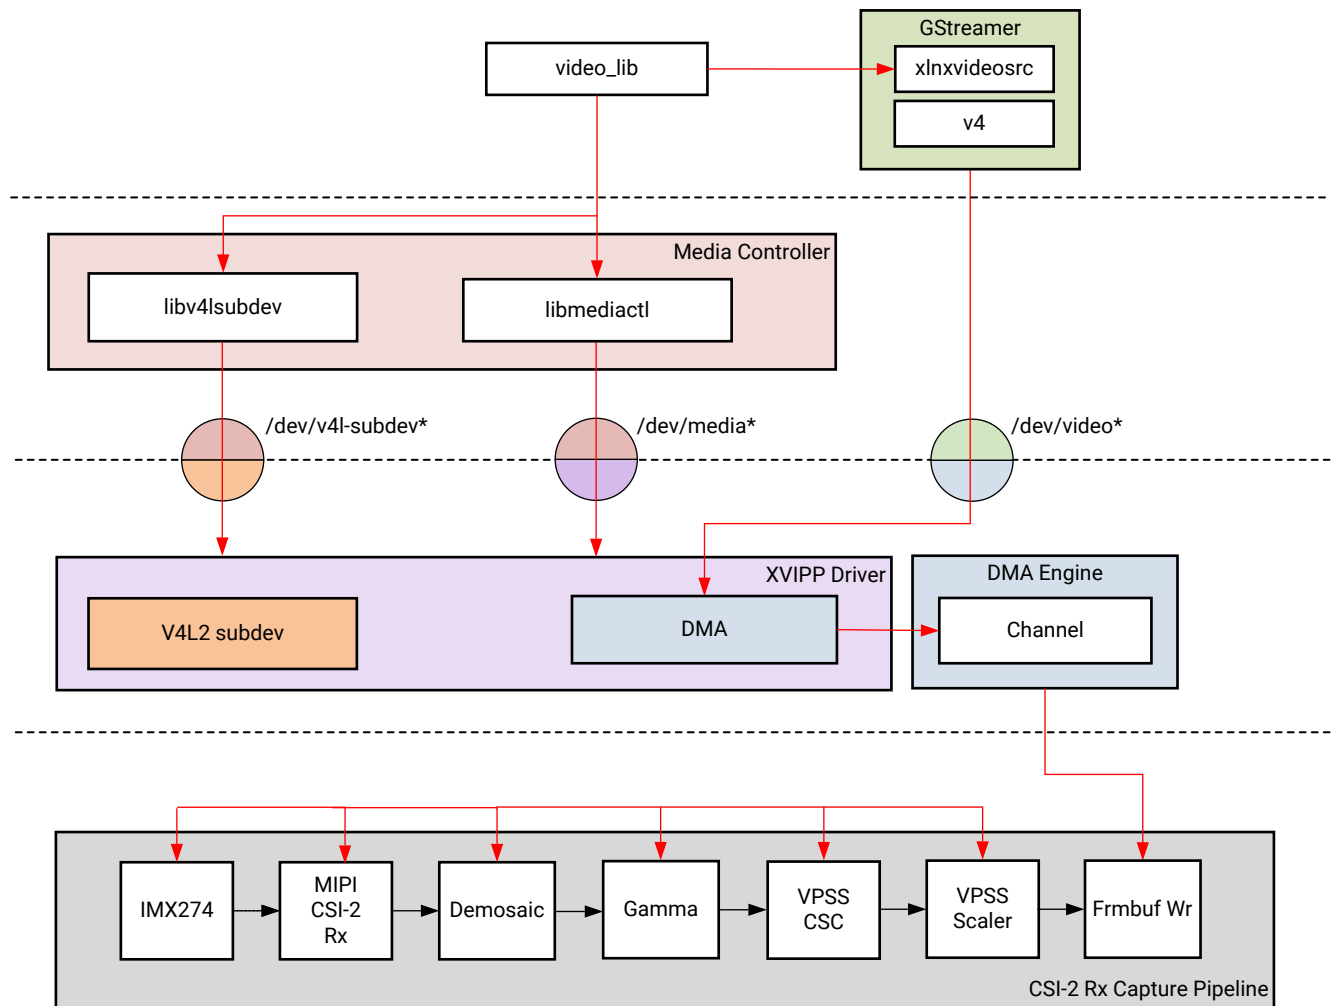 GStreamer
video_lib
xlnxvideosrc
v4
Media Controller
libv4lsubdev
libmediactl
/dev/v4l-subdev*
/dev/media*
/dev/video*
XVIPP Driver
DMA Engine
V4L2 subdev
DMA
Channel
IMX274
MIPI
CSI-2
Rx
Demosaic
Gamma
VPSS
CSC
VPSS
Scaler
Frmbuf Wr
CSI-2 Rx Capture Pipeline